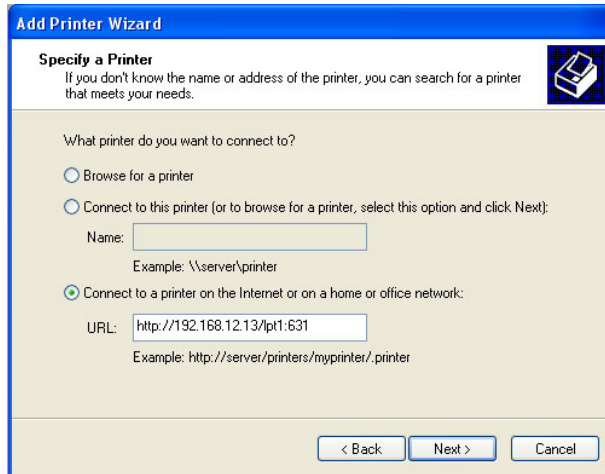 Add Printer Wizard
Specify a Printer
If you don't know the name or address of the printer, you can search for a printer
that meets your needs.
What printer do you want to connect to?
Browse for a printer
Connect to this printer (or to browse for a printer, select this option and click Next):
Name:
Example: \\server\printer
Connect to a printer on the Internet or on a home or office network:
URL: http://192.168.12.13/lpt1:631
Example: http://server/printers/myprinter/.printer
< Back Next > Cancel